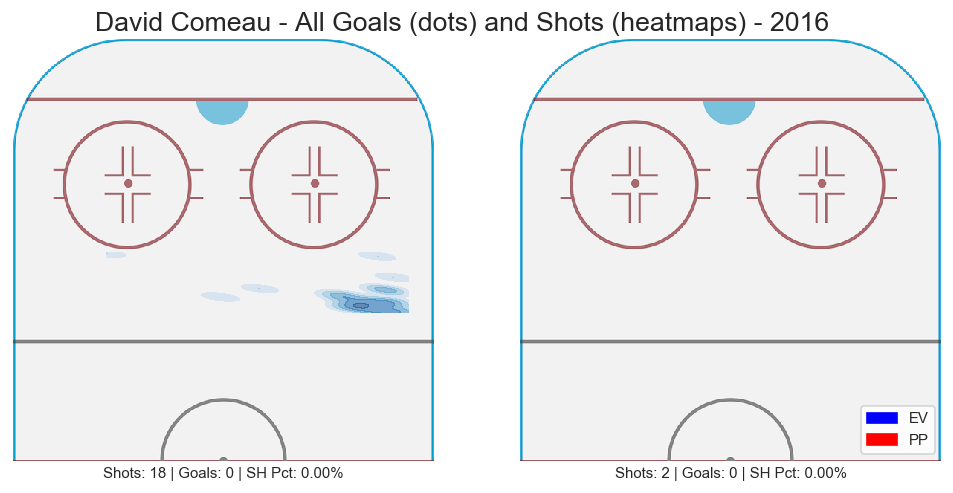 David Comeau - All Goals (dots) and Shots (heatmaps) - 2016
EV
PP
Shots: 18 | Goals: 0 | SH Pct: 0.00%
Shots: 2 | Goals: 0 | SH Pct: 0.00%